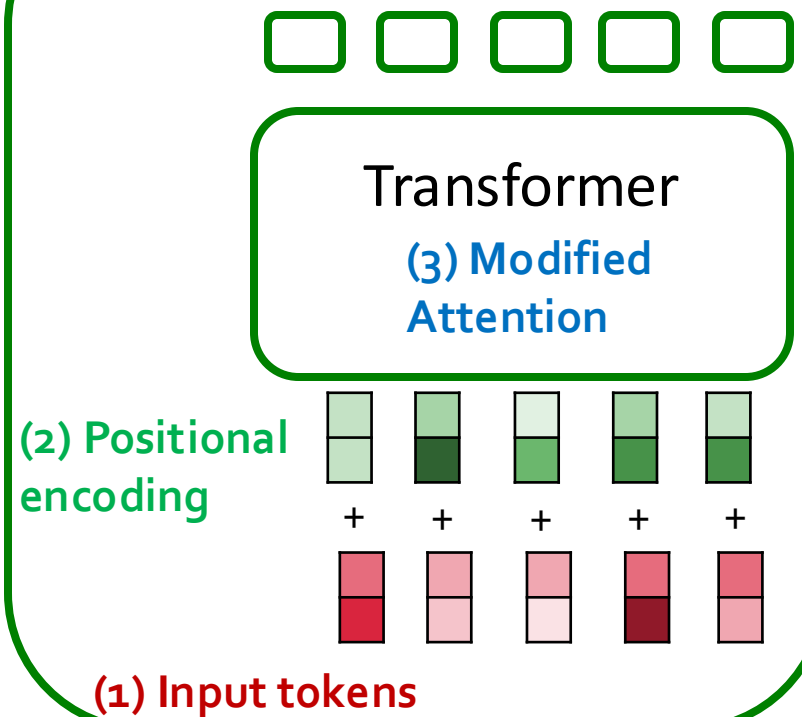 Transformer
(3) Modified
Attention
(2) Positional
encoding
+ + + + +
(1) Input tokens